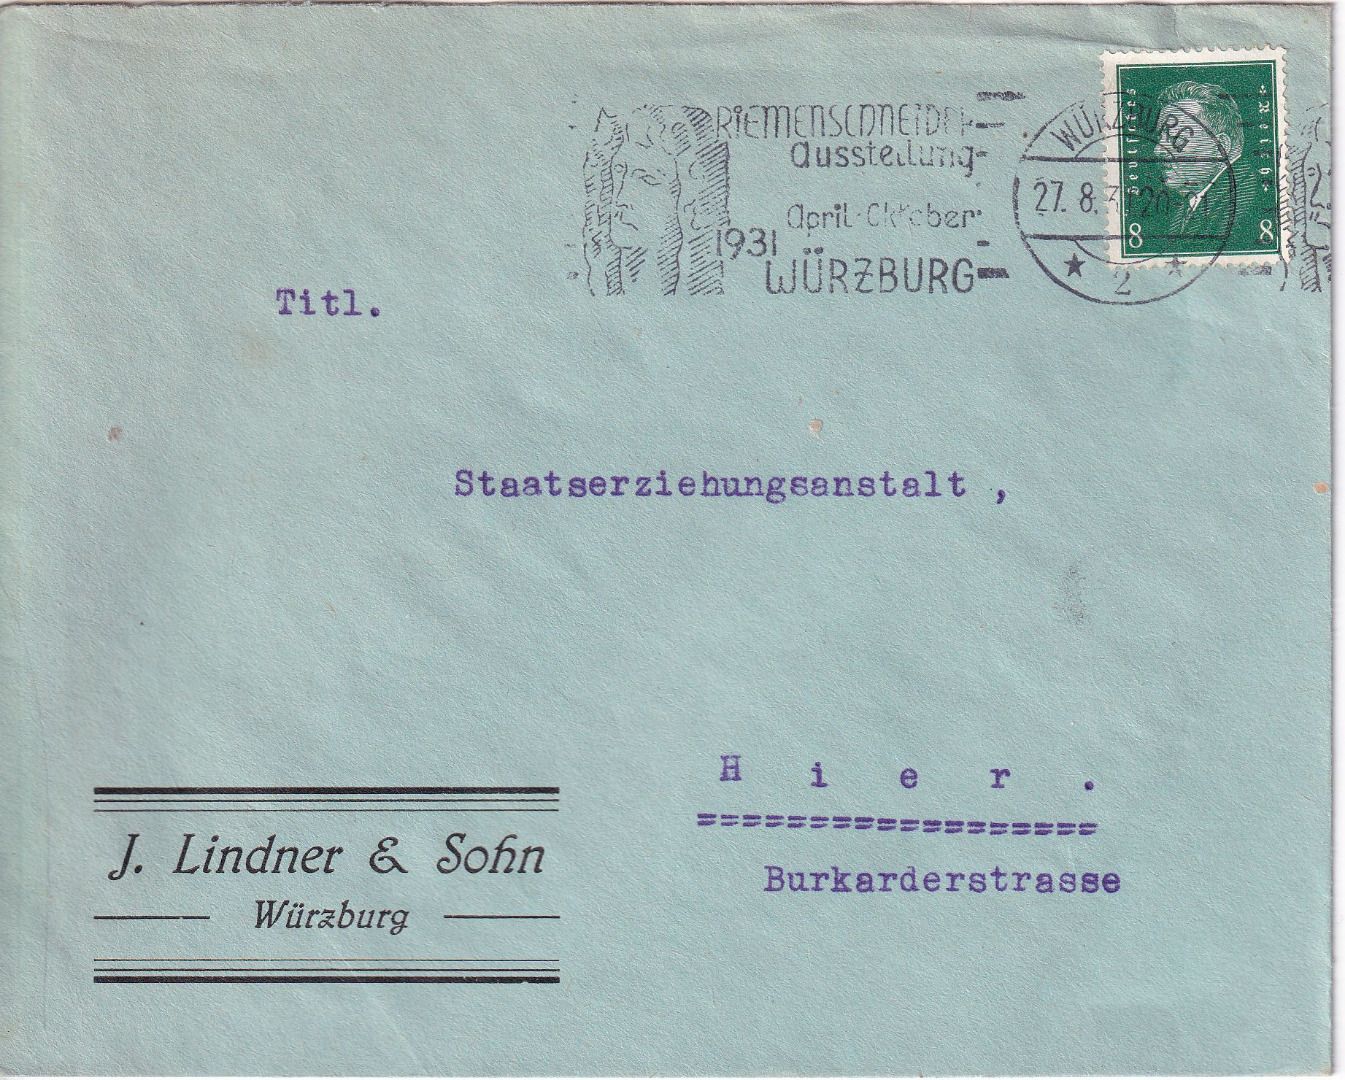 RIEMENSCHNEIDER
Ausstellung
April-Oktober
1931
WÜRZBURG
WÜRZBURG
27. 8. 3
2
Deutsches
Reich
8 8
Titl.
Staatserziehungsanstalt ,
H i e r .
==================
Burkarderstrasse
J. Lindner & Sohn
Würzburg